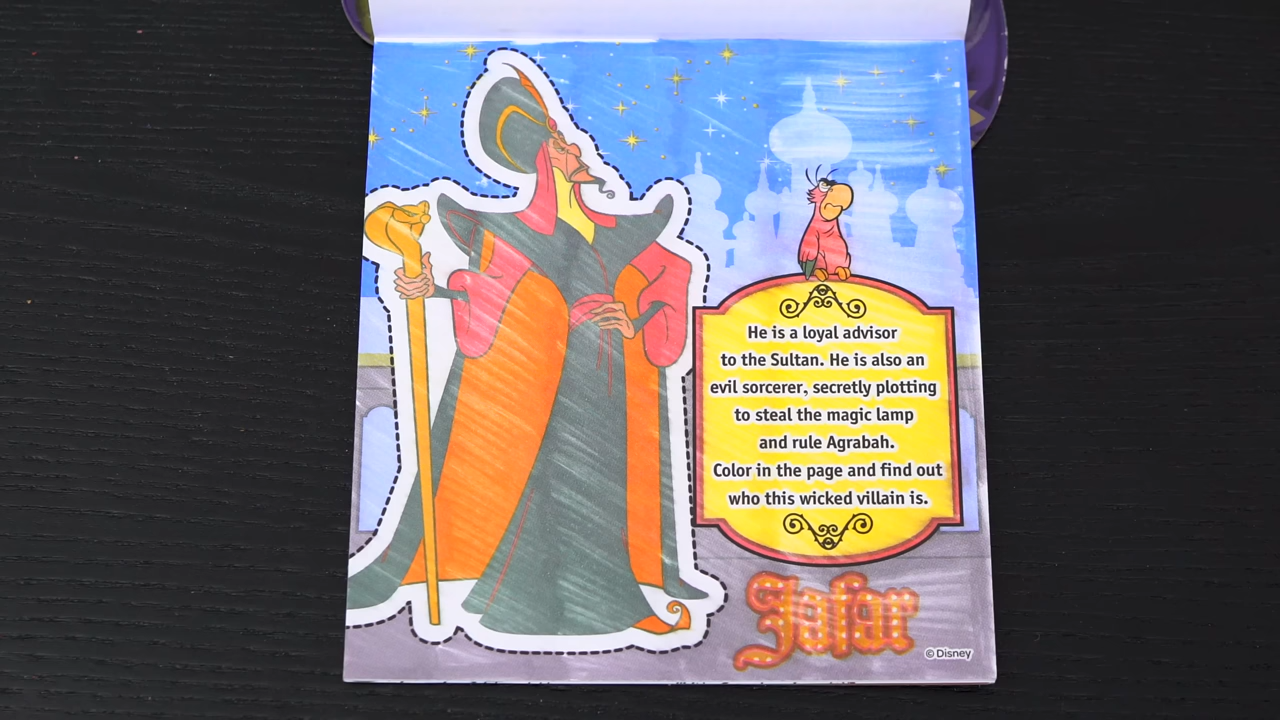 He is a loyal advisor
to the Sultan. He is also an
evil sorcerer, secretly plotting
to steal the magic lamp
and rule Agrabah.
Color in the page and find out
who this wicked villain is.
Jafar
© Disney